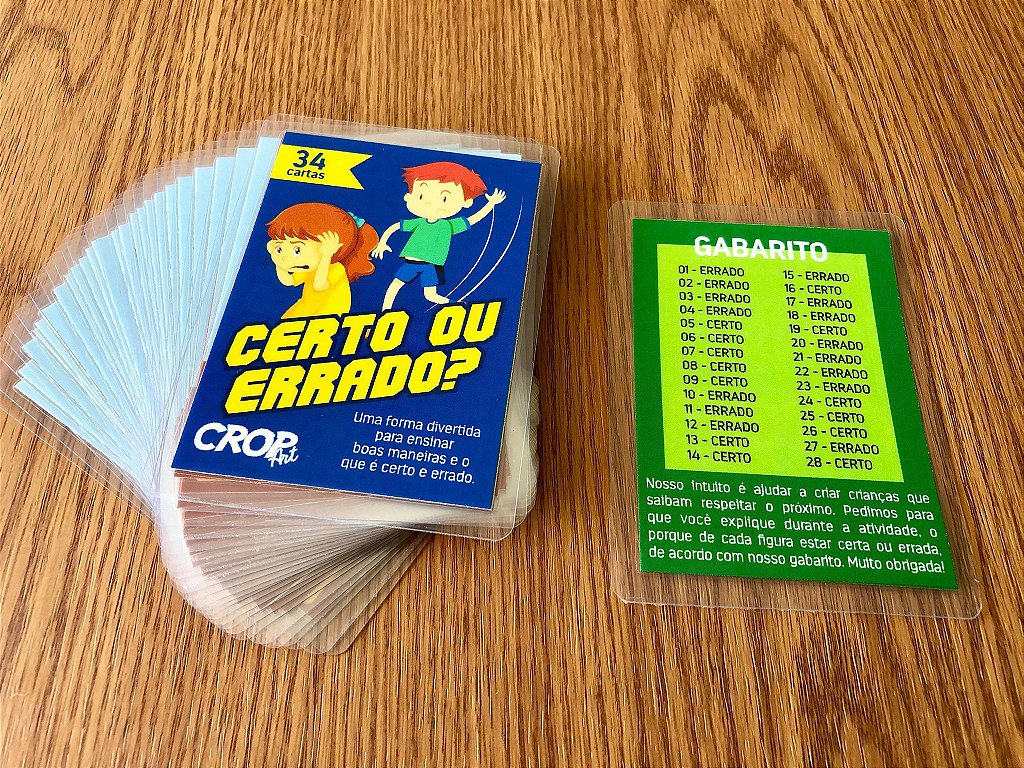 34
cartas
CERTO OU
ERRADO?
Uma forma divertida
para ensinar
boas maneiras e o
que é certo e errado.
CROP
Art
GABARITO
01 - ERRADO
02 - ERRADO
03 - ERRADO
04 - ERRADO
05 - CERTO
06 - CERTO
07 - CERTO
08 - CERTO
09 - CERTO
10 - ERRADO
11 - ERRADO
12 - ERRADO
13 - CERTO
14 - CERTO
15 - ERRADO
16 - CERTO
17 - ERRADO
18 - ERRADO
19 - CERTO
20 - ERRADO
21 - ERRADO
22 - ERRADO
23 - ERRADO
24 - CERTO
25 - CERTO
26 - CERTO
27 - ERRADO
28 - CERTO
Nosso intuito é ajudar a criar crianças que
saibam respeitar o próximo. Pedimos para
que você explique durante a atividade, o
porque de cada figura estar certa ou errada,
de acordo com nosso gabarito. Muito obrigada!